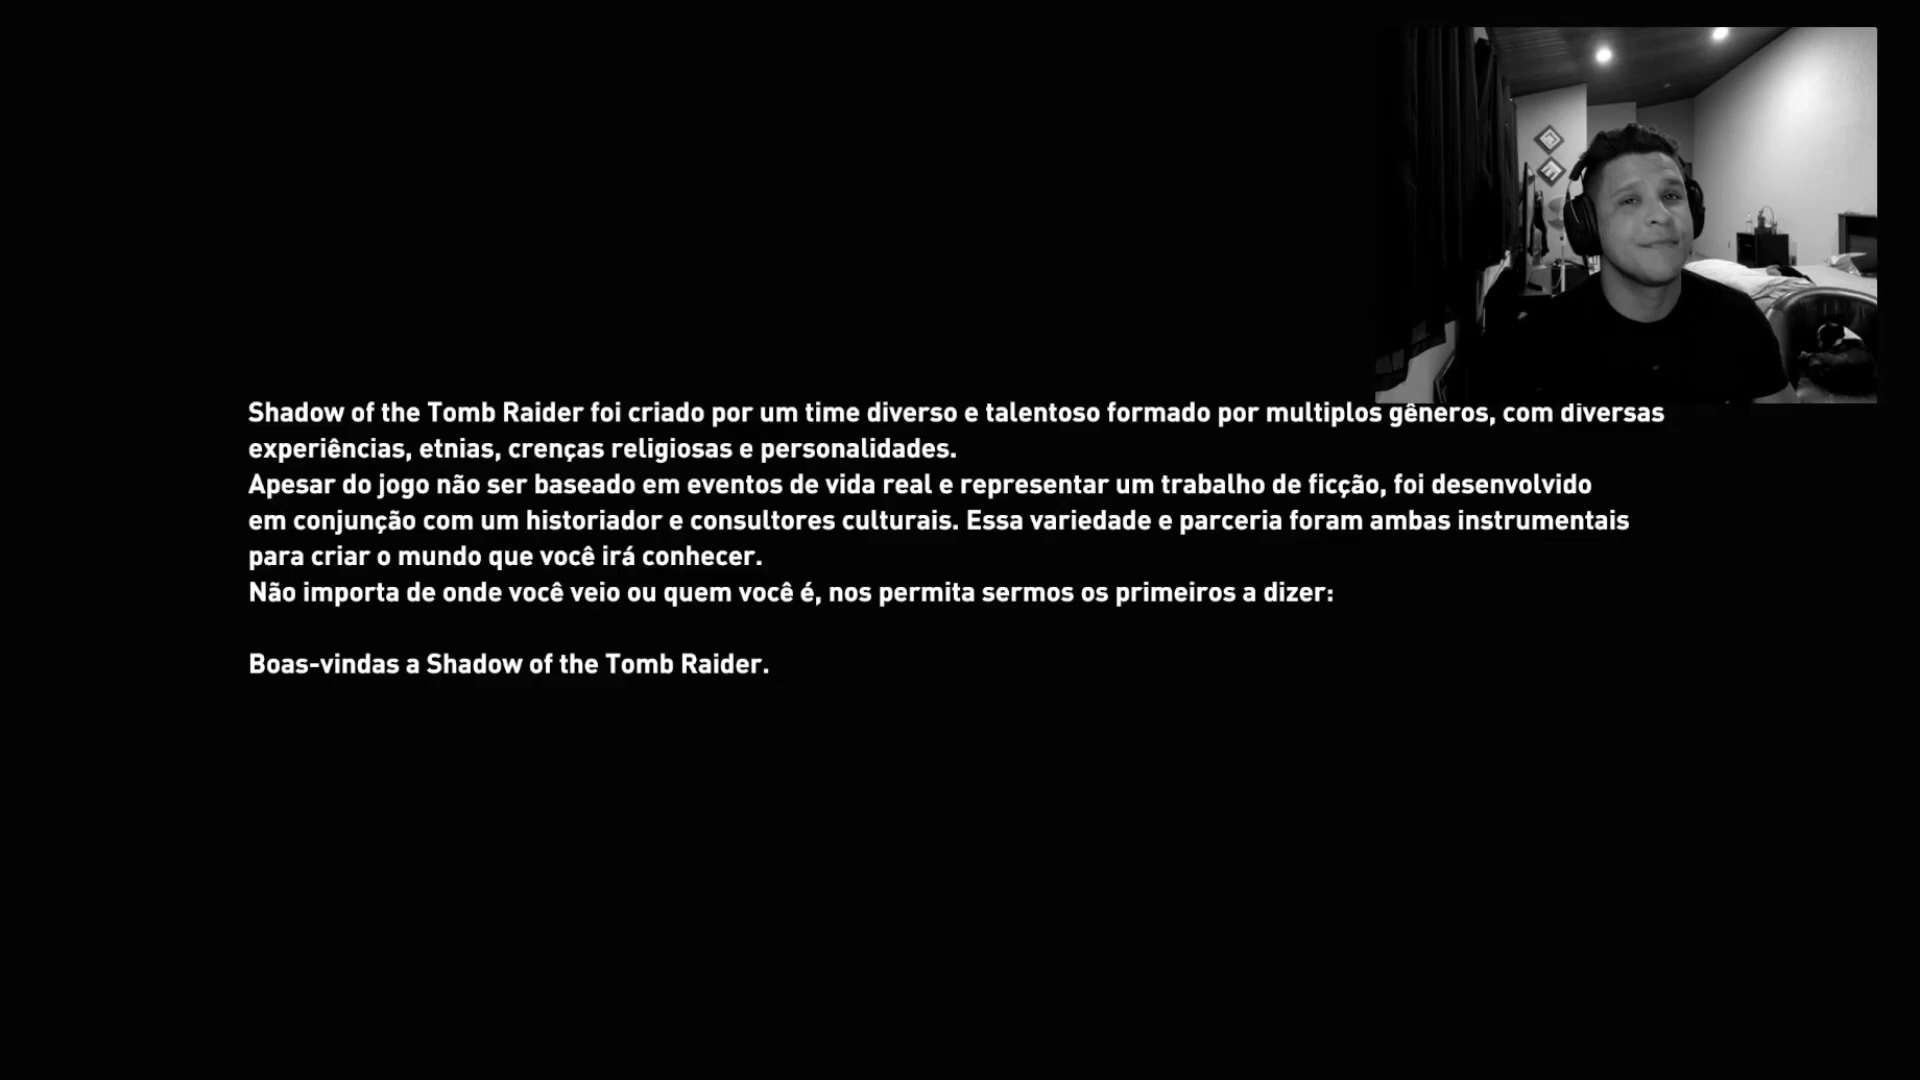 Shadow of the Tomb Raider foi criado por um time diverso e talentoso formado por multiplos gêneros, com diversas
experiências, etnias, crenças religiosas e personalidades.
Apesar do jogo não ser baseado em eventos de vida real e representar um trabalho de ficção, foi desenvolvido
em conjunção com um historiador e consultores culturais. Essa variedade e parceria foram ambas instrumentais
para criar o mundo que você irá conhecer.
Não importa de onde você veio ou quem você é, nos permita sermos os primeiros a dizer:
Boas-vindas a Shadow of the Tomb Raider.